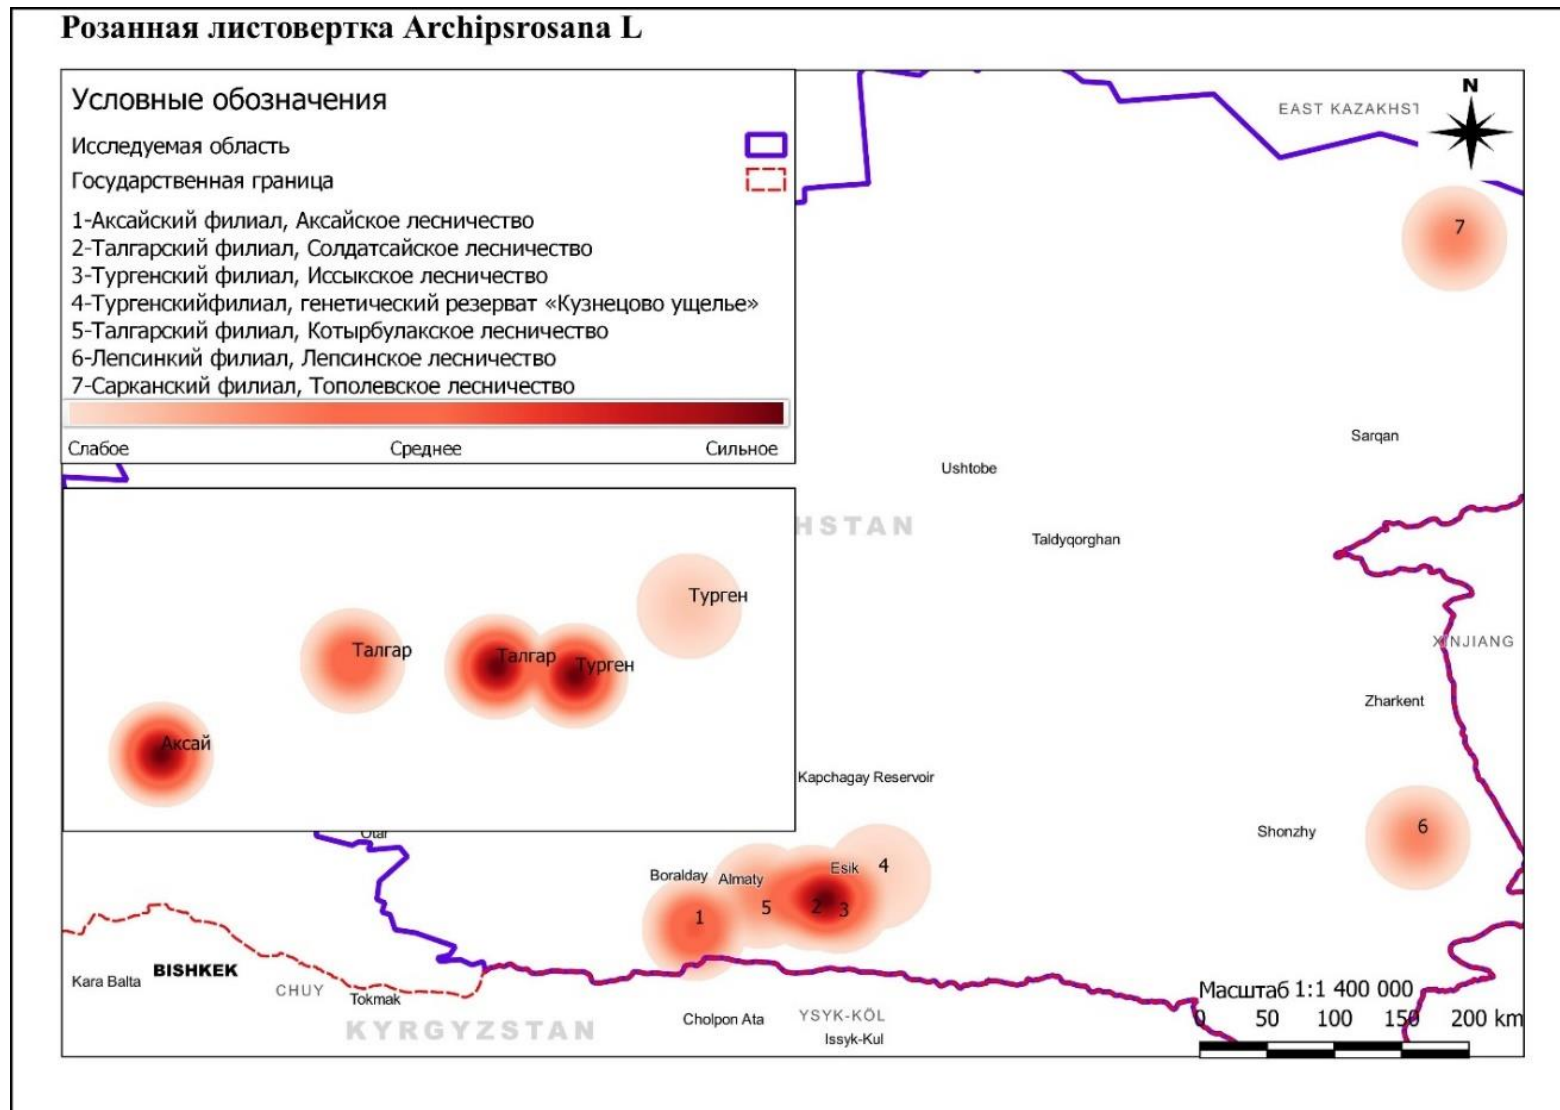 Розанная листовертка Archipsrosana L
Условные обозначения
Исследуемая область
Государственная граница
1-Аксайский филиал, Аксайское лесничество
2-Талгарский филиал, Солдатсайское лесничество
3-Тургенский филиал, Иссыкское лесничество
4-Тургенскийфилиал, генетический резерват «Кузнецово ущелье»
5-Талгарский филиал, Котырбулакское лесничество
6-Лепсинкий филиал, Лепсинское лесничество
7-Сарканский филиал, Тополевское лесничество
Слабое Среднее Сильное
N
EAST KAZAKHST
7
Sarqan
Ushtobe
HSTAN
Taldyqorghan
Турген
Талгар
Талгар
Турген
Аксай
XINJIANG
Zharkent
Kapchagay Reservoir
Shonzhy
6
Otar
Boralday
Almaty
Esik
4
1
5
2
3
Kara Balta
BISHKEK
CHUY
Tokmak
KYRGYZSTAN
Cholpon Ata
YSYK-KÖL
Issyk-Kul
Масштаб 1:1 400 000
0 50 100 150 200 km